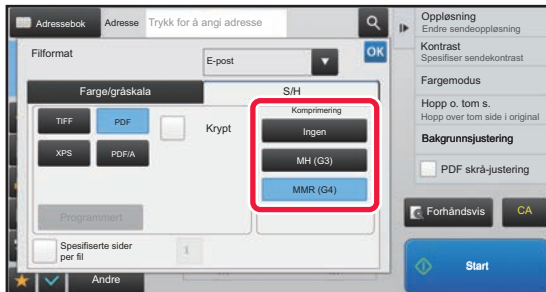 Adressebok
Adresse
Trykk for å angi adresse
Filformat
E-post
OK
Farge/gråskala
S/H
TIFF
PDF
Krypt
XPS
PDF/A
Programmert
Spesifiserte sider
per fil
1
Komprimering
Ingen
MH (G3)
MMR (G4)
Andre
Oppløsning
Endre sendeoppløsning
Kontrast
Spesifiser sendekontrast
Fargemodus
Hopp o. tom s.
Hopp over tom side i original
Bakgrunnsjustering
PDF skrå-justering
Forhåndsvis
CA
Start